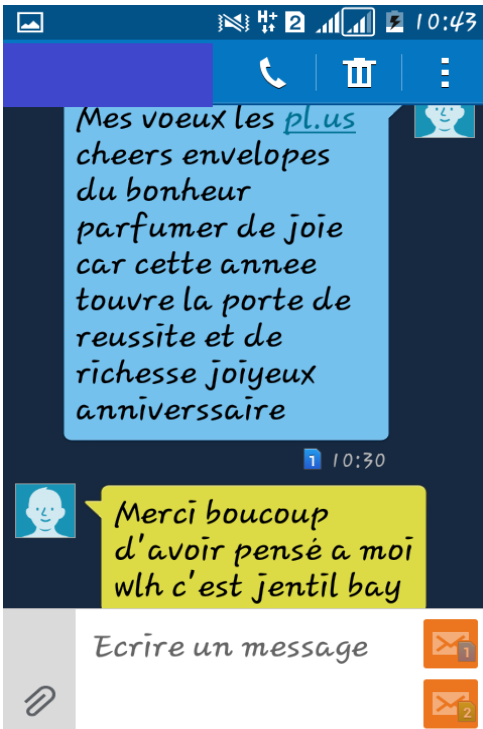 H+ 2 10:43
Mes voeux les pl.us
cheers envelopes
du bonheur
parfumer de joie
car cette annee
touvre la porte de
reussite et de
richesse joiyeux
anniverssaire
1 10:30
Merci boucoup
d'avoir pensé a moi
wlh c'est jentil bay
Ecrire un message
1
2